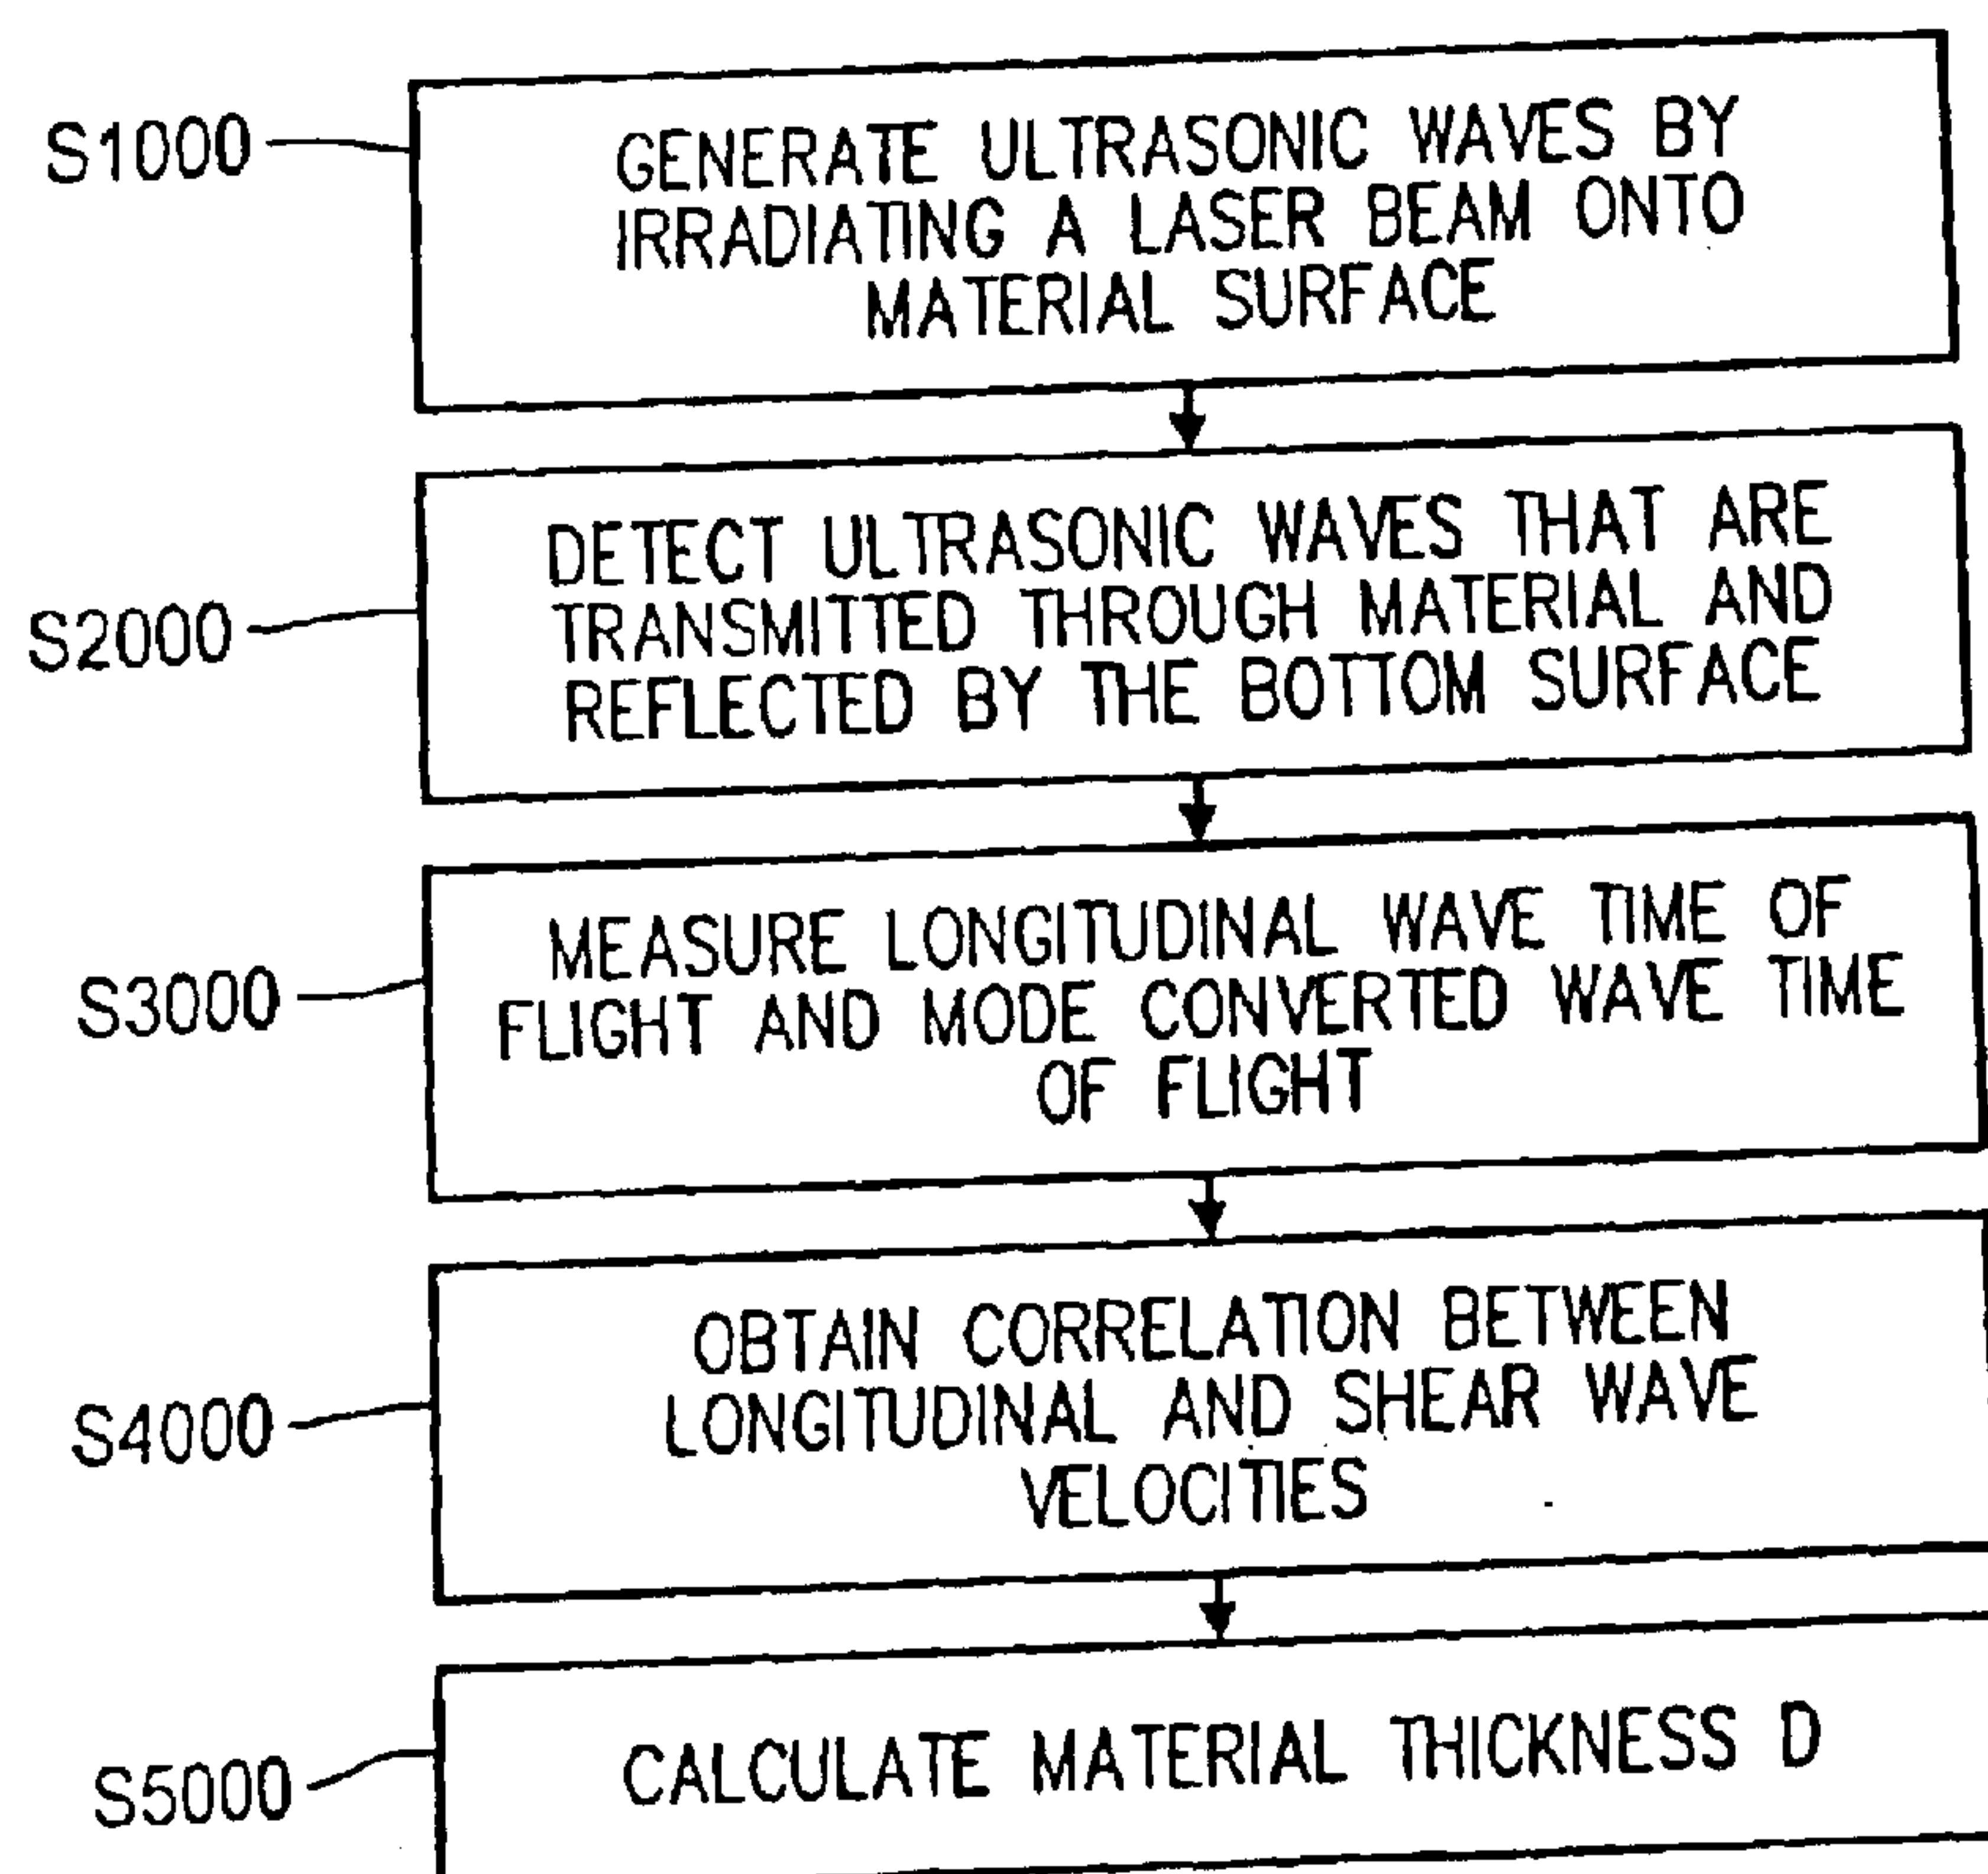 S1000
GENERATE ULTRASONIC WAVES BY
IRRADIATING A LASER BEAM ONTO
MATERIAL SURFACE
S2000
DETECT ULTRASONIC WAVES THAT ARE
TRANSMITTED THROUGH MATERIAL AND
REFLECTED BY THE BOTTOM SURFACE
S3000
MEASURE LONGITUDINAL WAVE TIME OF
FLIGHT AND MODE CONVERTED WAVE TIME
OF FLIGHT
S4000
OBTAIN CORRELATION BETWEEN
LONGITUDINAL AND SHEAR WAVE
VELOCITIES
S5000
CALCULATE MATERIAL THICKNESS D